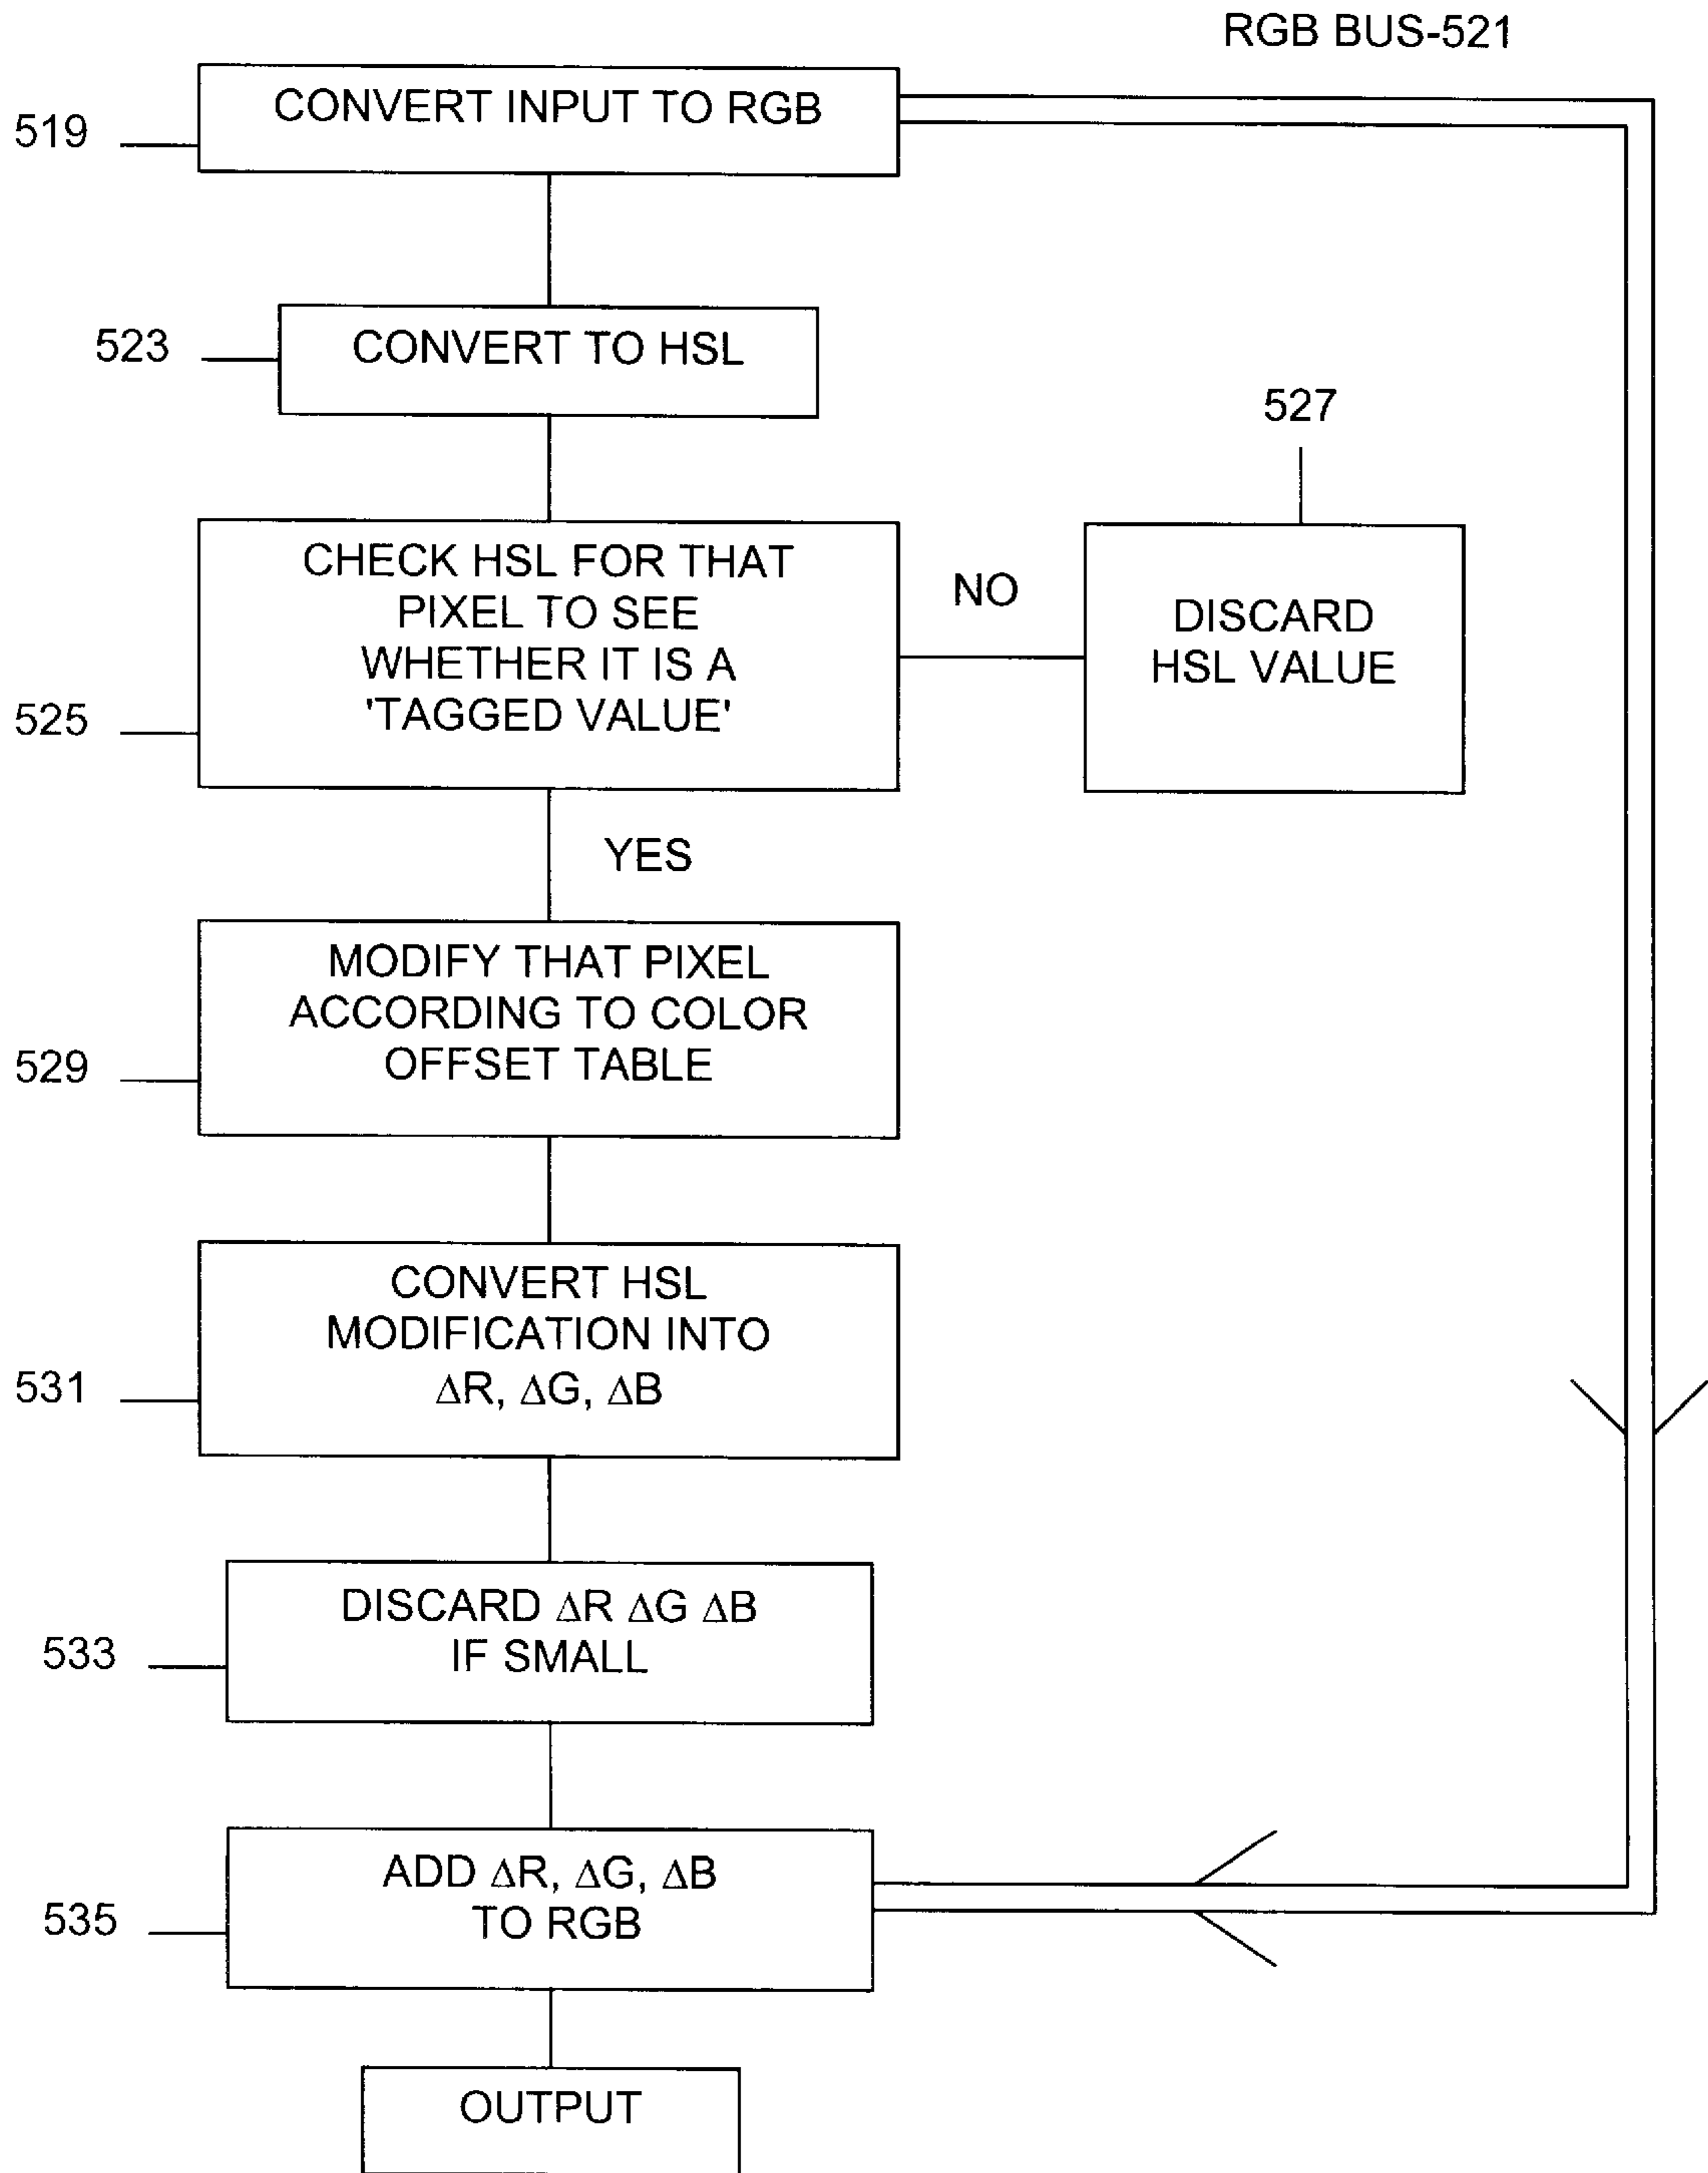 RGB BUS-521
CONVERT INPUT TO RGB
519
CONVERT TO HSL
523
527
CHECK HSL FOR THAT
PIXEL TO SEE
WHETHER IT IS A
'TAGGED VALUE'
525
NO
DISCARD
HSL VALUE
YES
MODIFY THAT PIXEL
ACCORDING TO COLOR
OFFSET TABLE
529
CONVERT HSL
MODIFICATION INTO
ΔR, ΔG, ΔB
531
DISCARD ΔR ΔG ΔB
IF SMALL
533
ADD ΔR, ΔG, ΔB
TO RGB
535
OUTPUT